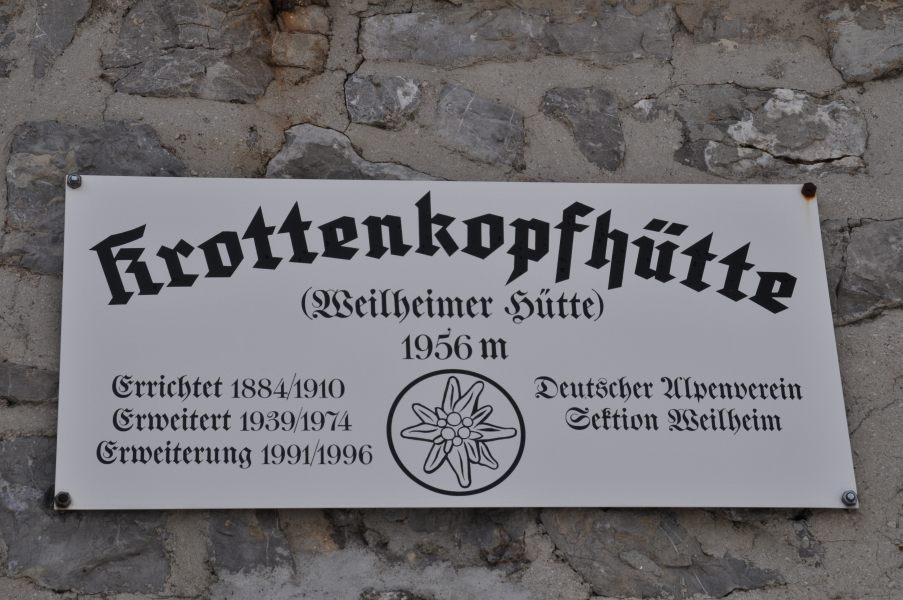 Krottenkopfhütte
(Weilheimer Hütte)
1956 m
Errichtet 1884/1910
Erweitert 1939/1974
Erweiterung 1991/1996
Deutscher Alpenverein
Sektion Weilheim